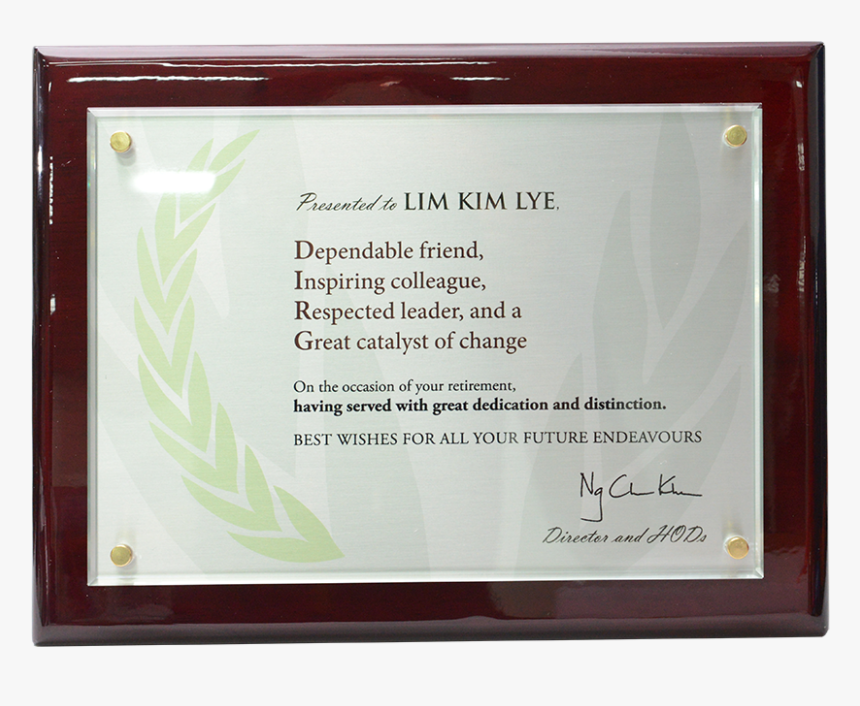 Presented to LIM KIM LYE,
Dependable friend,
Inspiring colleague,
Respected leader, and a
Great catalyst of change
On the occasion of your retirement,
having served with great dedication and distinction.
BEST WISHES FOR ALL YOUR FUTURE ENDEAVOURS
Ng
Director and HODs